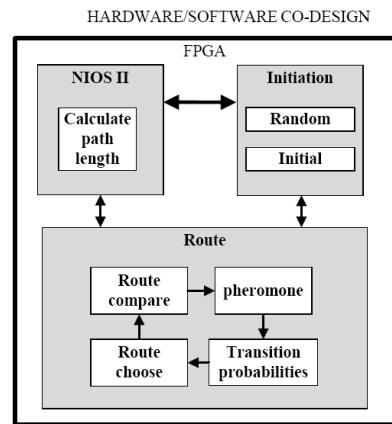 HARDWARE/SOFTWARE CO-DESIGN
FPGA
NIOS II
Calculate
path
length
Initiation
Random
Initial
Route
Route
compare
pheromone
Route
choose
Transition
probabilities